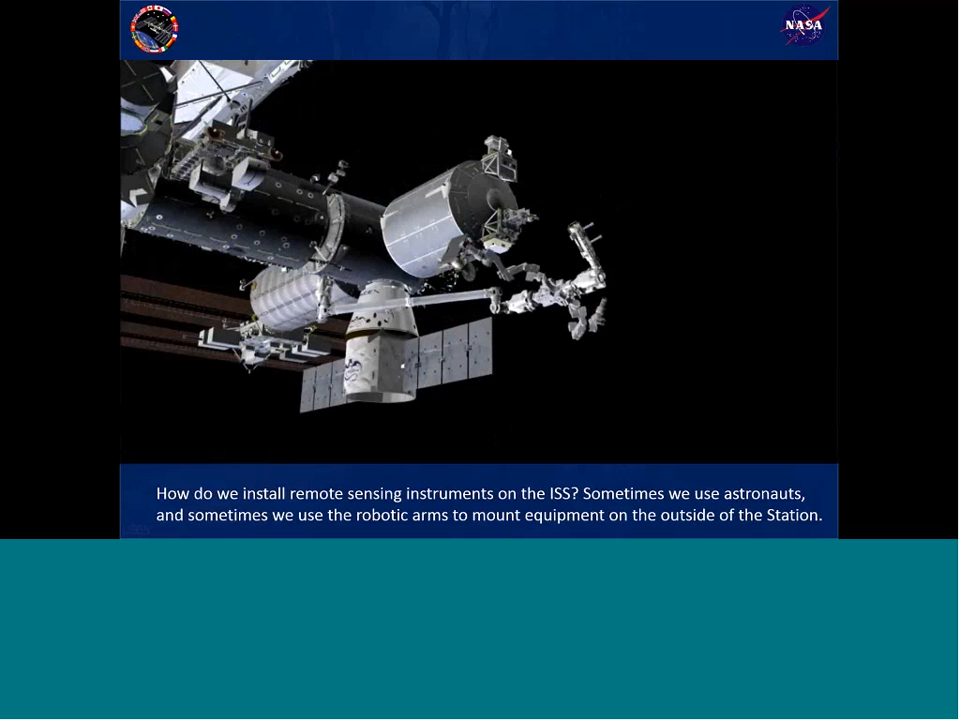 NASA
How do we install remote sensing instruments on the ISS? Sometimes we use astronauts,
and sometimes we use the robotic arms to mount equipment on the outside of the Station.